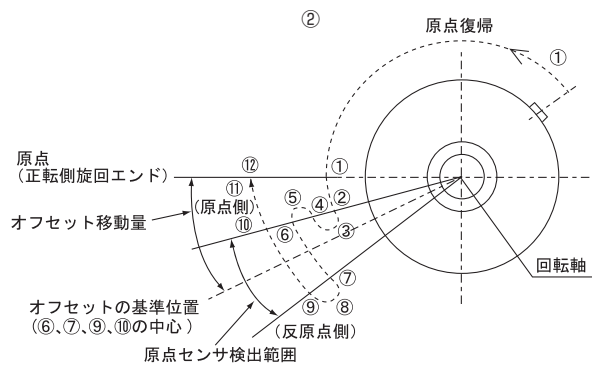 ②
原点復帰
①
原点
(正転側旋回エンド)
⑫
①
⑪
(原点側)
⑤
④
②
オフセット移動量
⑩
⑥
③
回転軸
⑦
オフセットの基準位置
(⑥、⑦、⑨、⑩の中心)
⑨
⑧
(反原点側)
原点センサ検出範囲